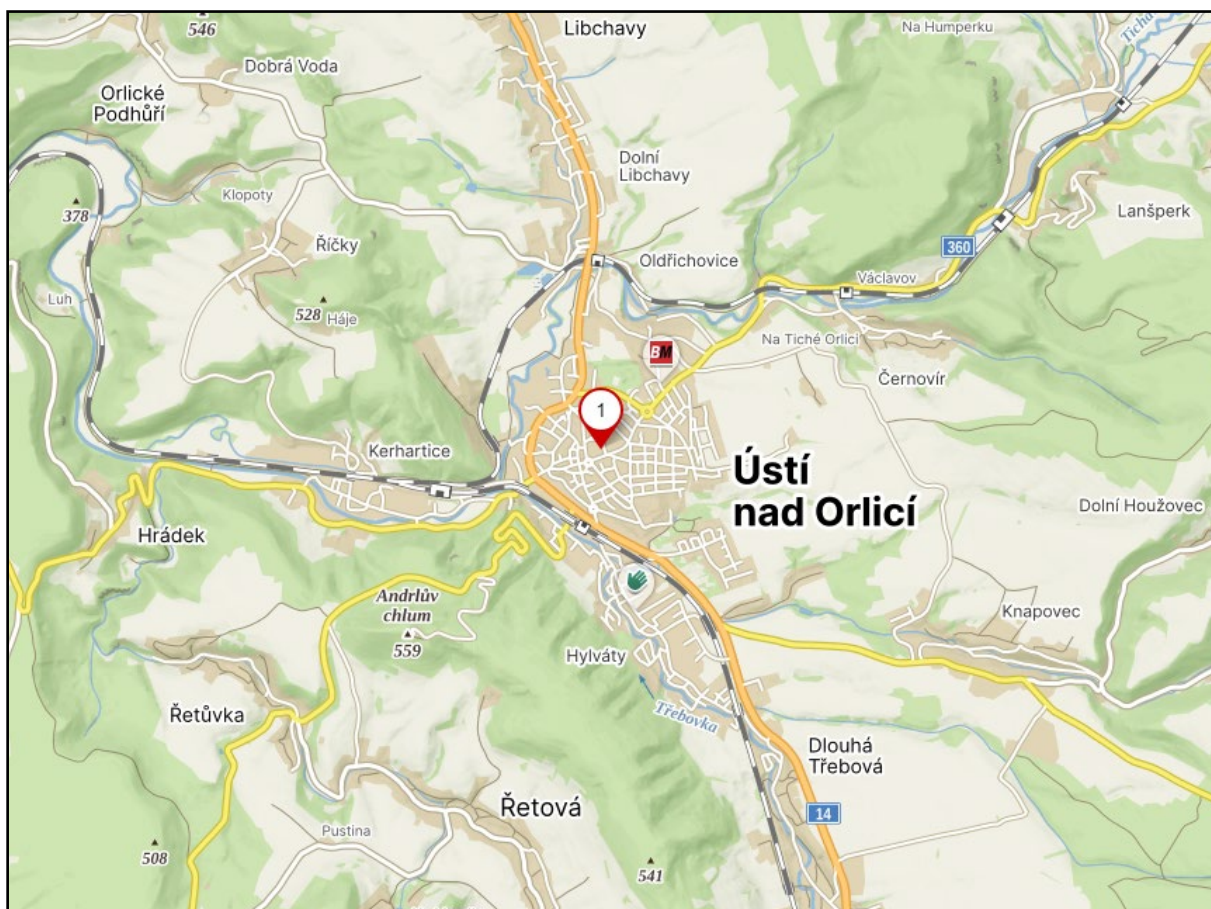 546
Libchavy
Na Humperku
Tichá
Dobrá Voda
Orlické
Podhůří
Dolní
Libchavy
Klopoty
378
Lanšperk
Říčky
360
Oldřichovice
Václavov
Luh
528
Háje
BM
Na Tiché Orlici
Černovír
1
Kerhartice
Ústí
nad Orlicí
Dolní Houžovec
Hrádek
Andrlův
chlum
559
Knapovec
Hylváty
Řetůvka
Třebovka
Dlouhá
Třebová
Řetová
14
Pustina
508
541